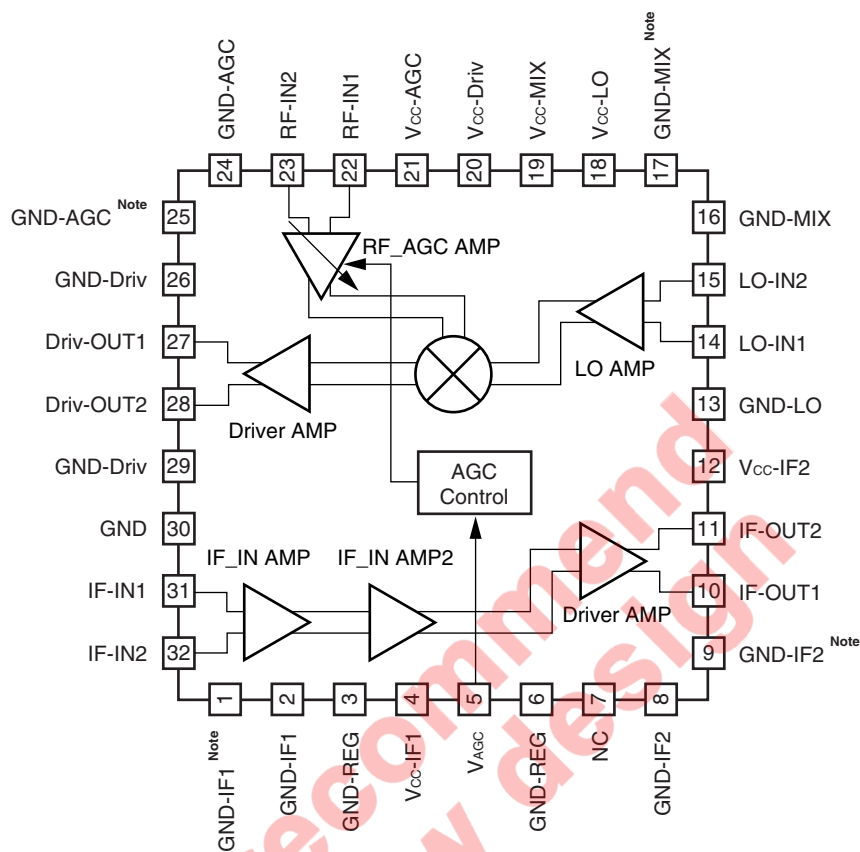 GND-AGC
RF-IN2
RF-IN1
VCC-AGC
VCC-Driv
VCC-MIX
VCC-LO
GND-MIX Note
24
23
22
21
20
19
18
17
GND-AGC Note
25
16
GND-MIX
RF_AGC AMP
GND-Driv
26
15
LO-IN2
Driv-OUT1
27
14
LO-IN1
LO AMP
Driv-OUT2
28
13
GND-LO
Driver AMP
GND-Driv
29
12
VCC-IF2
AGC
Control
GND
30
11
IF-OUT2
IF_IN AMP
IF_IN AMP2
IF-IN1
31
10
IF-OUT1
Driver AMP
IF-IN2
32
9
GND-IF2 Note
1
2
3
4
5
6
7
8
GND-IF1 Note
GND-IF1
GND-REG
VCC-IF1
VAGC
GND-REG
NC
GND-IF2
recommend
design